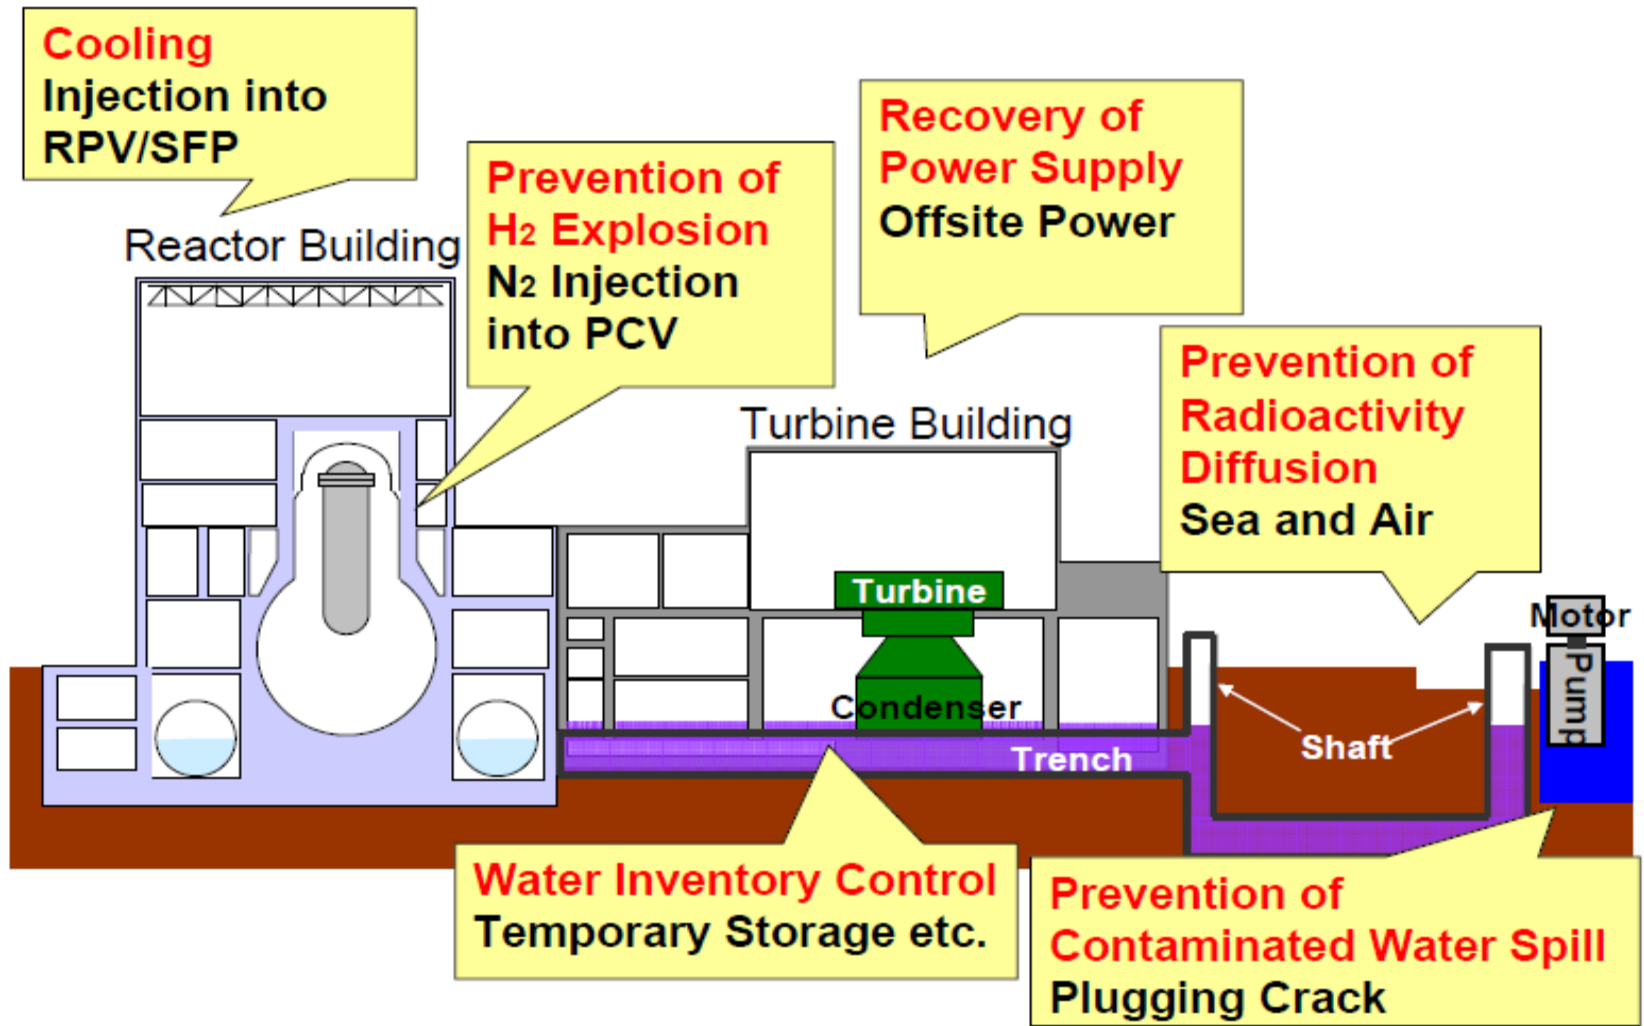 Cooling
Injection into
RPV/SFP
Prevention of
H2 Explosion
N2 Injection
into PCV
Recovery of
Power Supply
Offsite Power
Prevention of
Radioactivity
Diffusion
Sea and Air
Reactor Building
Turbine Building
Turbine
Condenser
Trench
Shaft
Motor
Pump
Water Inventory Control
Temporary Storage etc.
Prevention of
Contaminated Water Spill
Plugging Crack